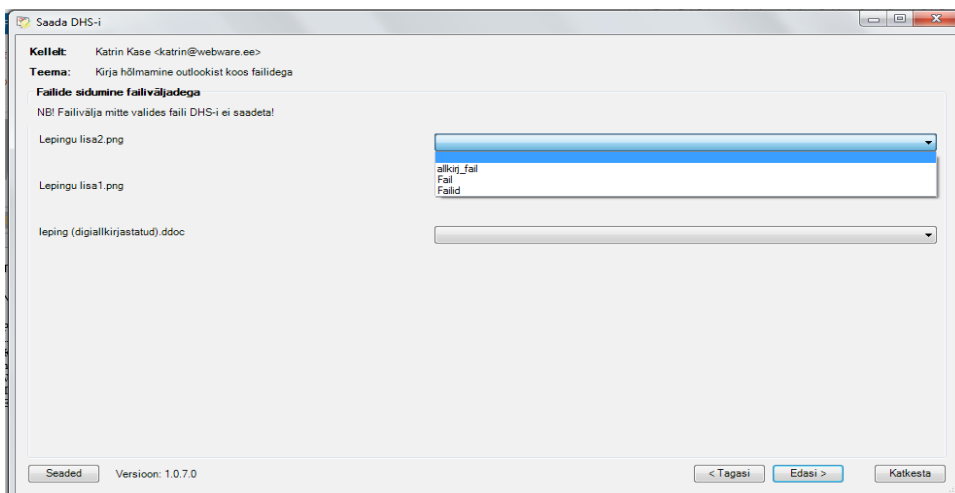 Saada DHS-i
Kellelt: Katrin Kase <katrin@webware.ee>
Teema: Kirja hõlmamine outlookist koos failidega
Failide sidumine failiväljadega
NB! Failivälja mitte valides faili DHS-i ei saadeta!
Lepingu lisa2.png
allkirj_fail
Fail
Failid
Lepingu lisa1.png
leping (digiallkirjastatud).ddoc
Seaded Versioon: 1.0.7.0 < Tagasi Edasi > Katkesta